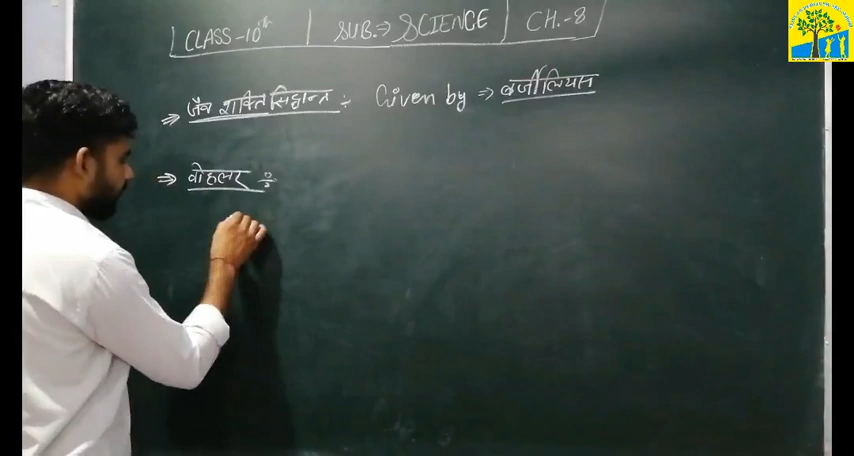 CLASS-10th | SUB.⇒ SCIENCE | CH.-8
⇒ जैव शक्ति सिद्धान्त ÷ Given by ⇒ बर्जीलियस
⇒ वोहलर ÷